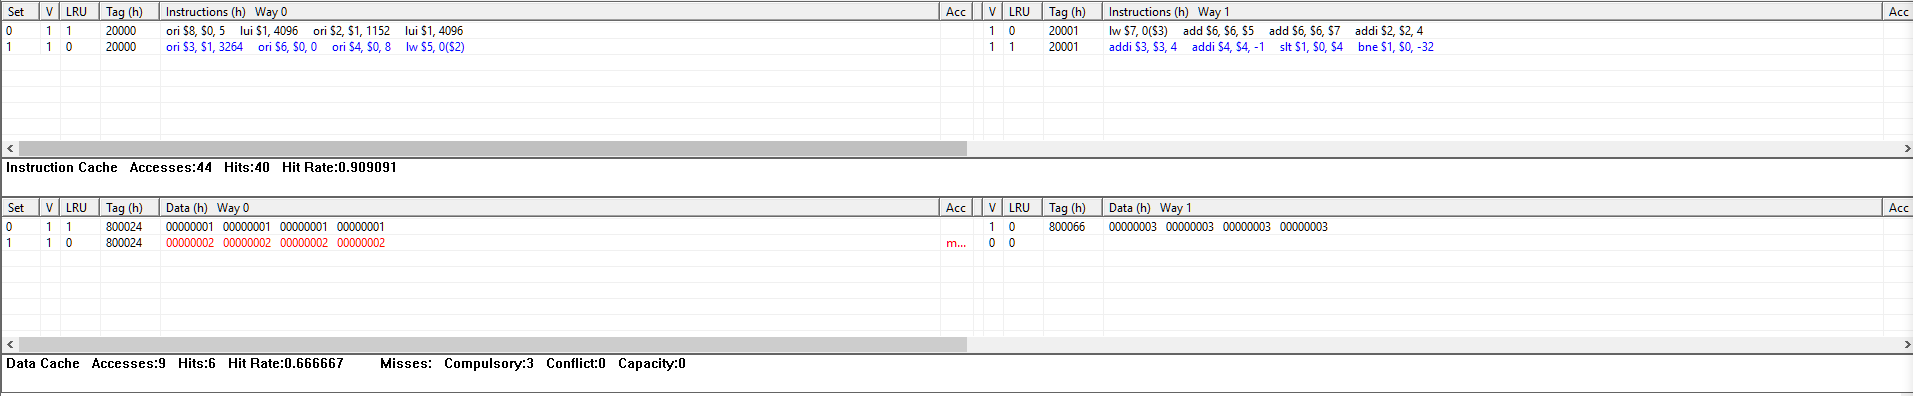 Set V LRU Tag (h) Instructions (h) Way 0 Acc V LRU Tag (h) Instructions (h) Way 1 Acc
0 1 1 20000 ori $8, $0, 5 lui $1, 4096 ori $2, $1, 1152 lui $1, 4096 1 0 20001 lw $7, 0($3) add $6, $6, $5 add $6, $6, $7 addi $2, $2, 4
1 1 0 20000 ori $3, $1, 3264 ori $6, $0, 0 ori $4, $0, 8 lw $5, 0($2) 1 1 20001 addi $3, $3, 4 addi $4, $4, -1 slt $1, $0, $4 bne $1, $0, -32
Instruction Cache Accesses:44 Hits:40 Hit Rate:0.909091
Set V LRU Tag (h) Data (h) Way 0 Acc V LRU Tag (h) Data (h) Way 1 Acc
0 1 1 800024 00000001 00000001 00000001 00000001 1 0 800066 00000003 00000003 00000003 00000003
1 1 0 800024 00000002 00000002 00000002 00000002 m... 0 0
Data Cache Accesses:9 Hits:6 Hit Rate:0.666667 Misses: Compulsory:3 Conflict:0 Capacity:0